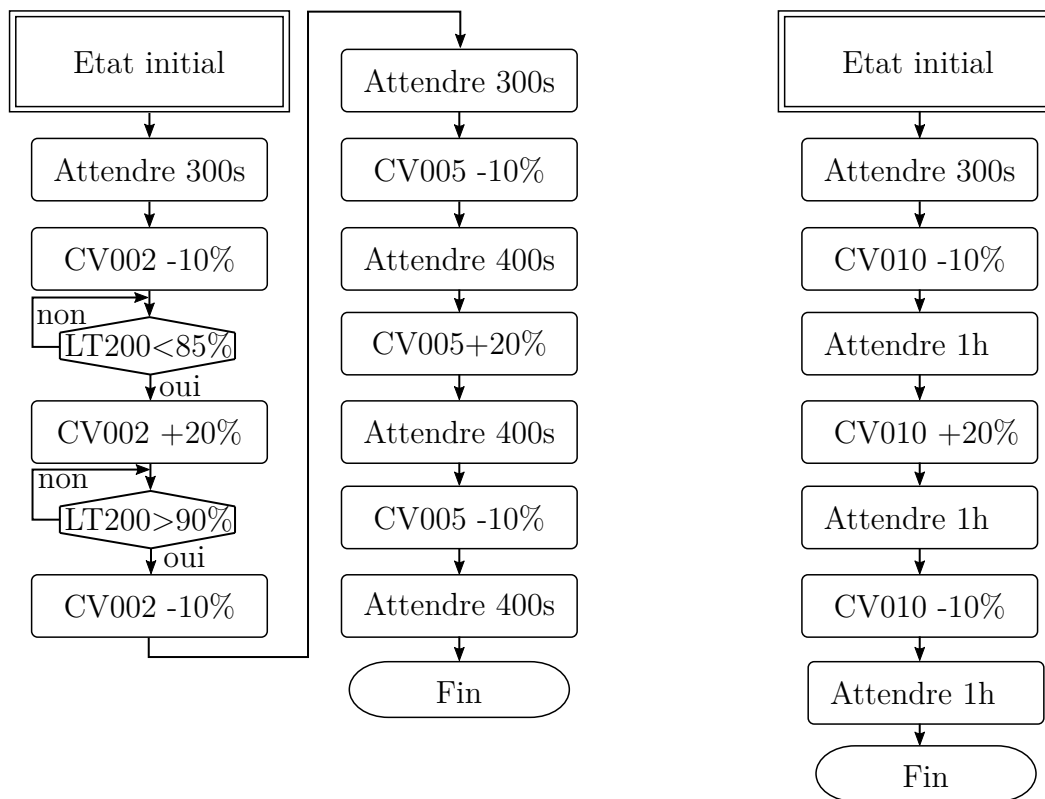 Etat initial
Attendre 300s
CV002 -10%
non
LT200<85%
oui
CV002 +20%
non
LT200>90%
oui
CV002 -10%
Attendre 300s
CV005 -10%
Attendre 400s
CV005+20%
Attendre 400s
CV005 -10%
Attendre 400s
Fin
Etat initial
Attendre 300s
CV010 -10%
Attendre 1h
CV010 +20%
Attendre 1h
CV010 -10%
Attendre 1h
Fin